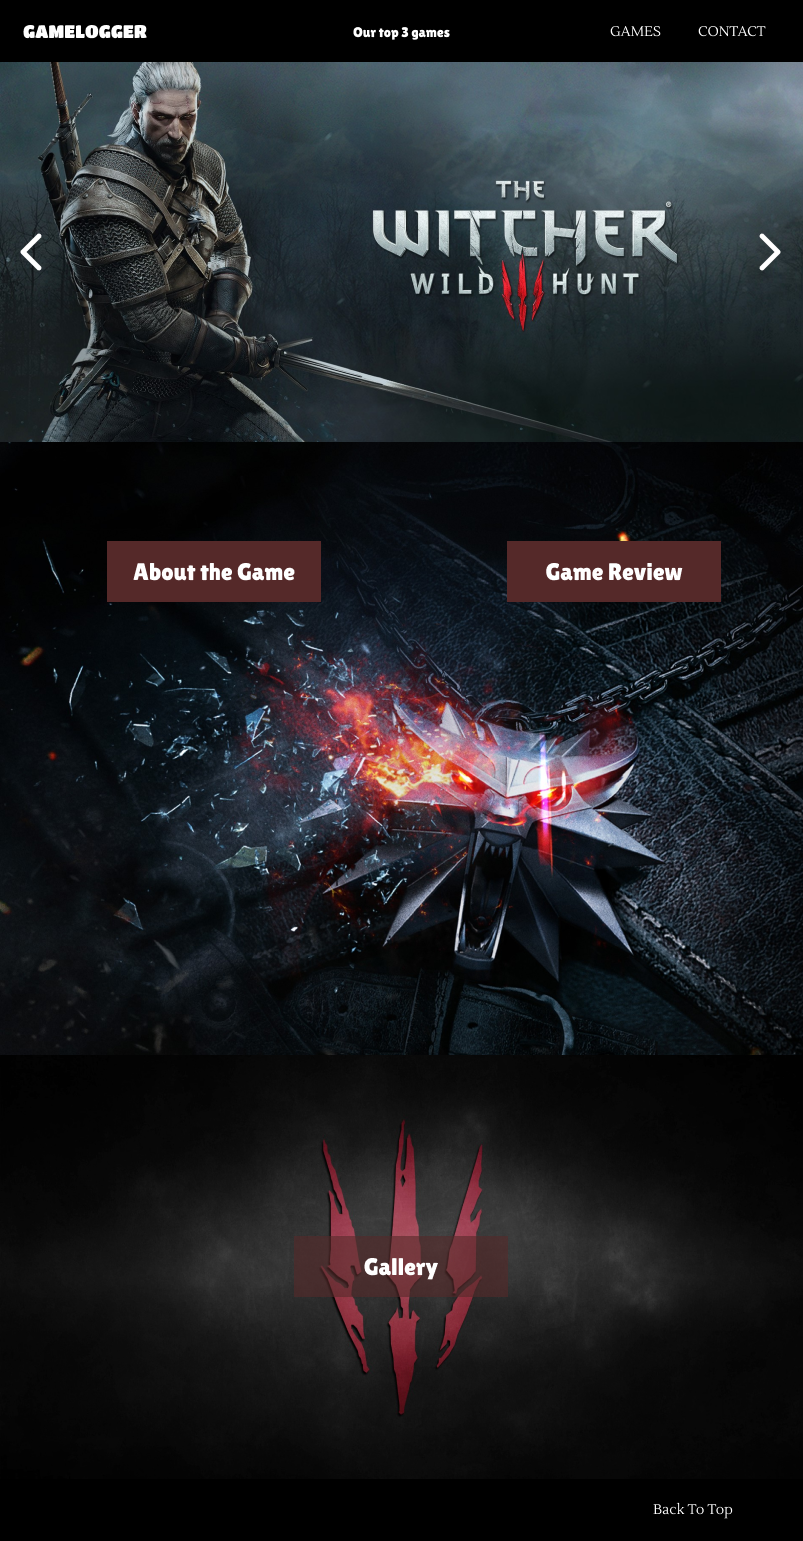 GAMELOGGER
Our top 3 games
GAMES
CONTACT
THE
WITCHER®
WILD HUNT
About the Game
Game Review
Gallery
Back To Top